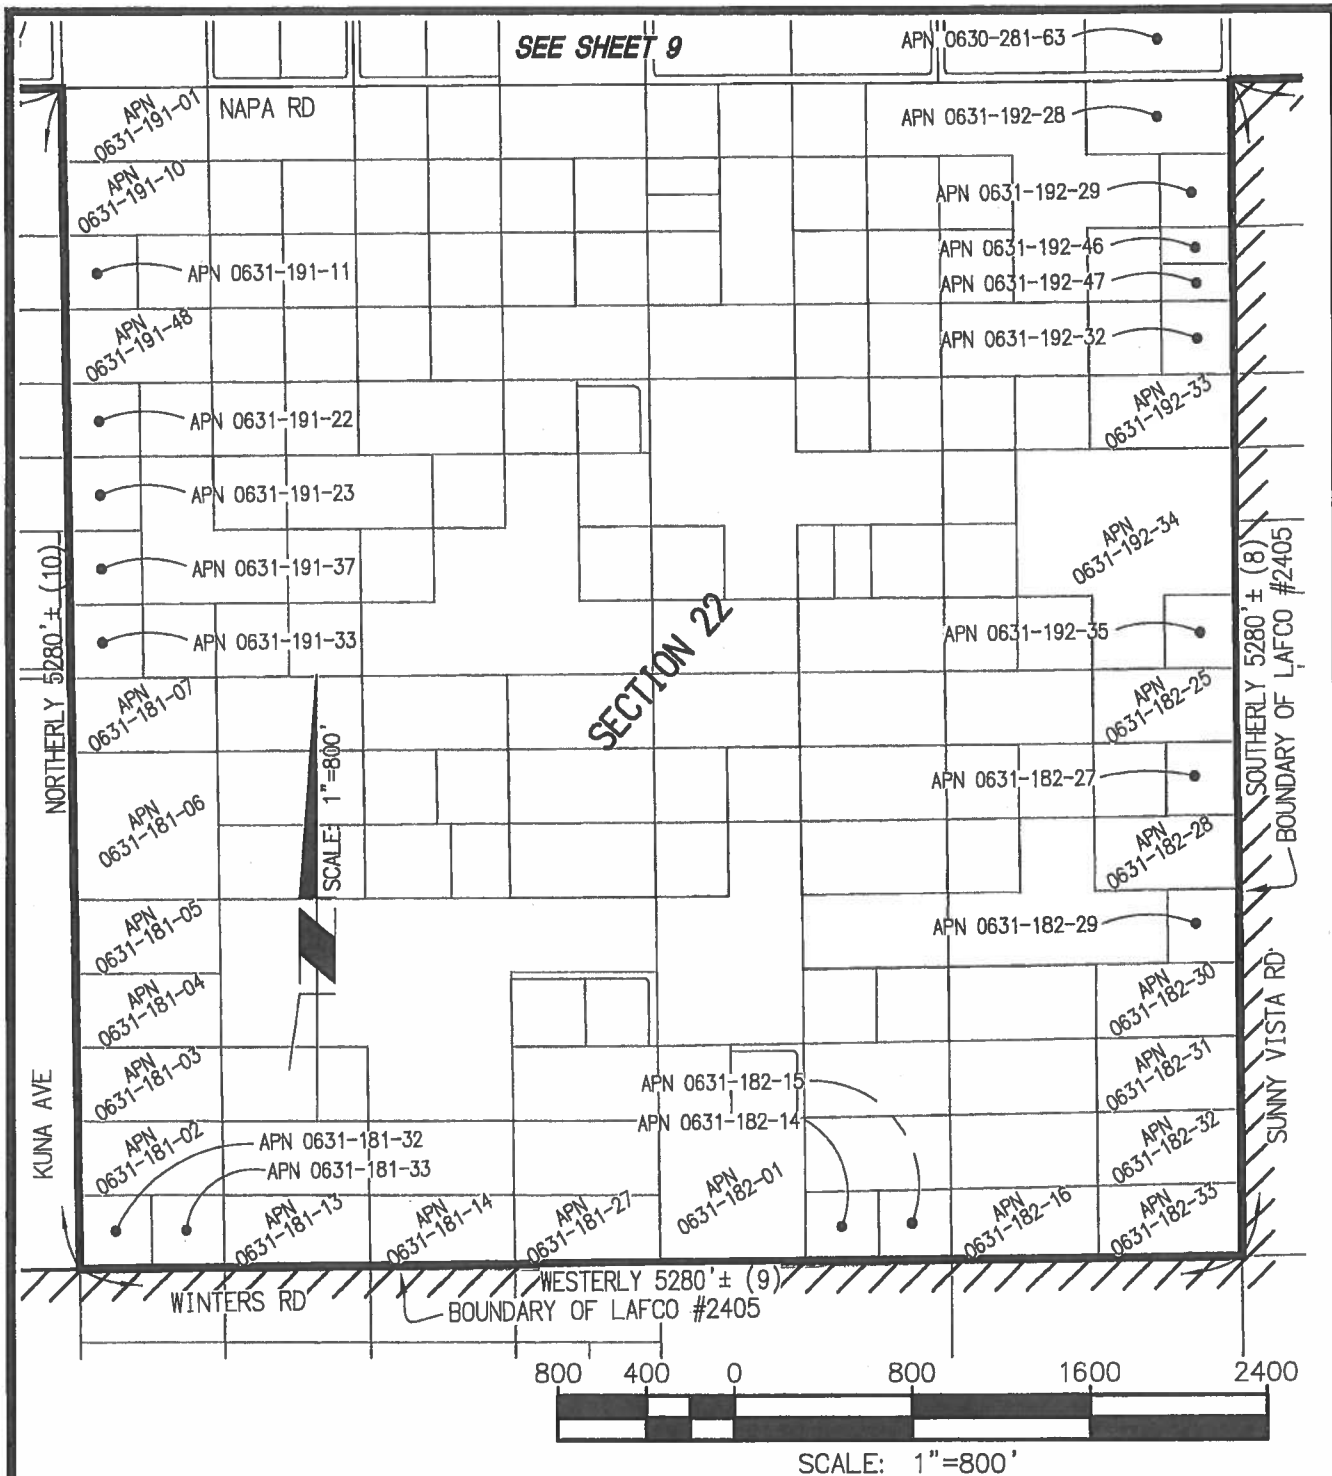 SEE SHEET 9
APN 0630-281-63
APN
0631-191-01
NAPA RD
APN 0631-192-28
APN
0631-191-10
APN 0631-192-29
APN 0631-192-46
APN 0631-191-11
APN 0631-192-47
APN
0631-191-48
APN 0631-192-32
APN
0631-192-33
APN 0631-191-22
APN 0631-191-23
APN
0631-192-34
APN 0631-191-37
APN 0631-192-35
APN 0631-191-33
SECTION 22
NORTHERLY 5280'± (10)
SOUTHERLY 5280'± (8)
BOUNDARY OF LAFCO #2405
APN
0631-181-07
APN
0631-182-25
SCALE: 1"=800'
APN 0631-182-27
APN
0631-181-06
APN
0631-182-28
APN
0631-181-05
APN 0631-182-29
APN
0631-181-04
APN
0631-182-30
APN
0631-181-03
APN
0631-182-31
KUNA AVE
SUNNY VISTA RD
APN 0631-182-15
APN 0631-182-14
APN
0631-181-02
APN
0631-182-32
APN 0631-181-32
APN 0631-181-33
APN
0631-181-13
APN
0631-181-14
APN
0631-181-27
APN
0631-182-01
APN
0631-182-16
APN
0631-182-33
WESTERLY 5280'± (9)
WINTERS RD
BOUNDARY OF LAFCO #2405
800 400 0 800 1600 2400
SCALE: 1"=800'